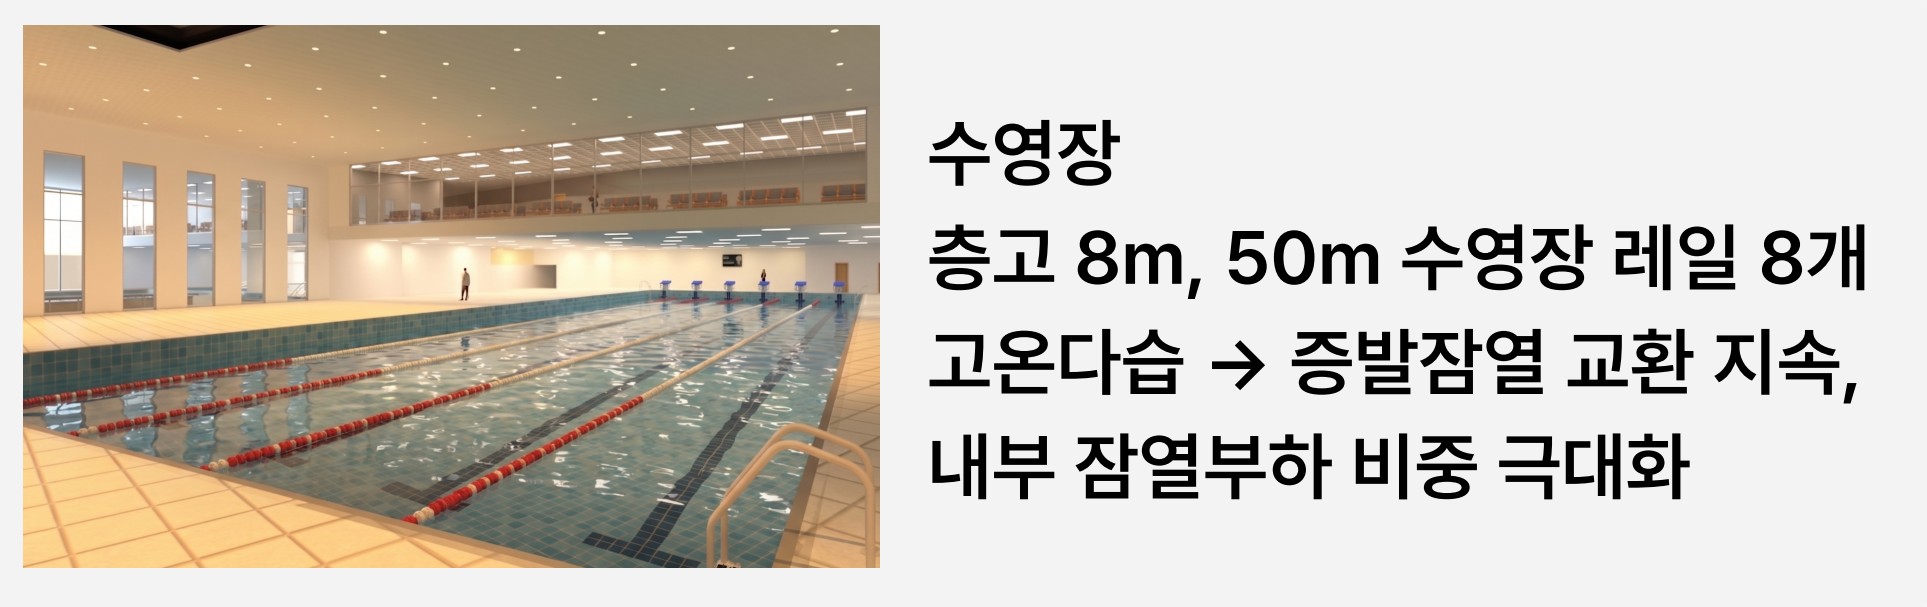 수영장
층고 8m, 50m 수영장 레일 8개
고온다습 → 증발잠열 교환 지속,
내부 잠열부하 비중 극대화